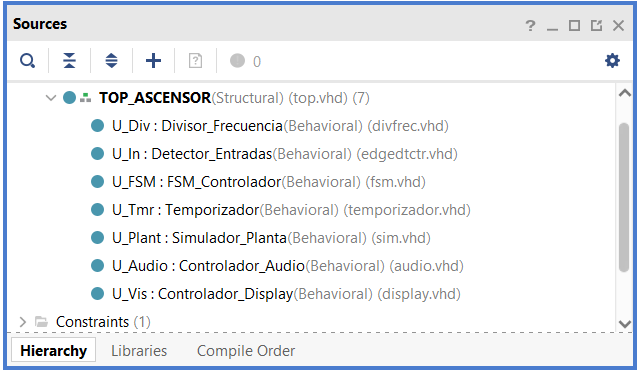 Sources
? 0
TOP_ASCENSOR(Structural) (top.vhd) (7)
U_Div : Divisor_Frecuencia(Behavioral) (divfrec.vhd)
U_In : Detector_Entradas(Behavioral) (edgedtctr.vhd)
U_FSM : FSM_Controlador(Behavioral) (fsm.vhd)
U_Tmr : Temporizador(Behavioral) (temporizador.vhd)
U_Plant : Simulador_Planta(Behavioral) (sim.vhd)
U_Audio : Controlador_Audio(Behavioral) (audio.vhd)
U_Vis : Controlador_Display(Behavioral) (display.vhd)
Constraints (1)
Hierarchy Libraries Compile Order